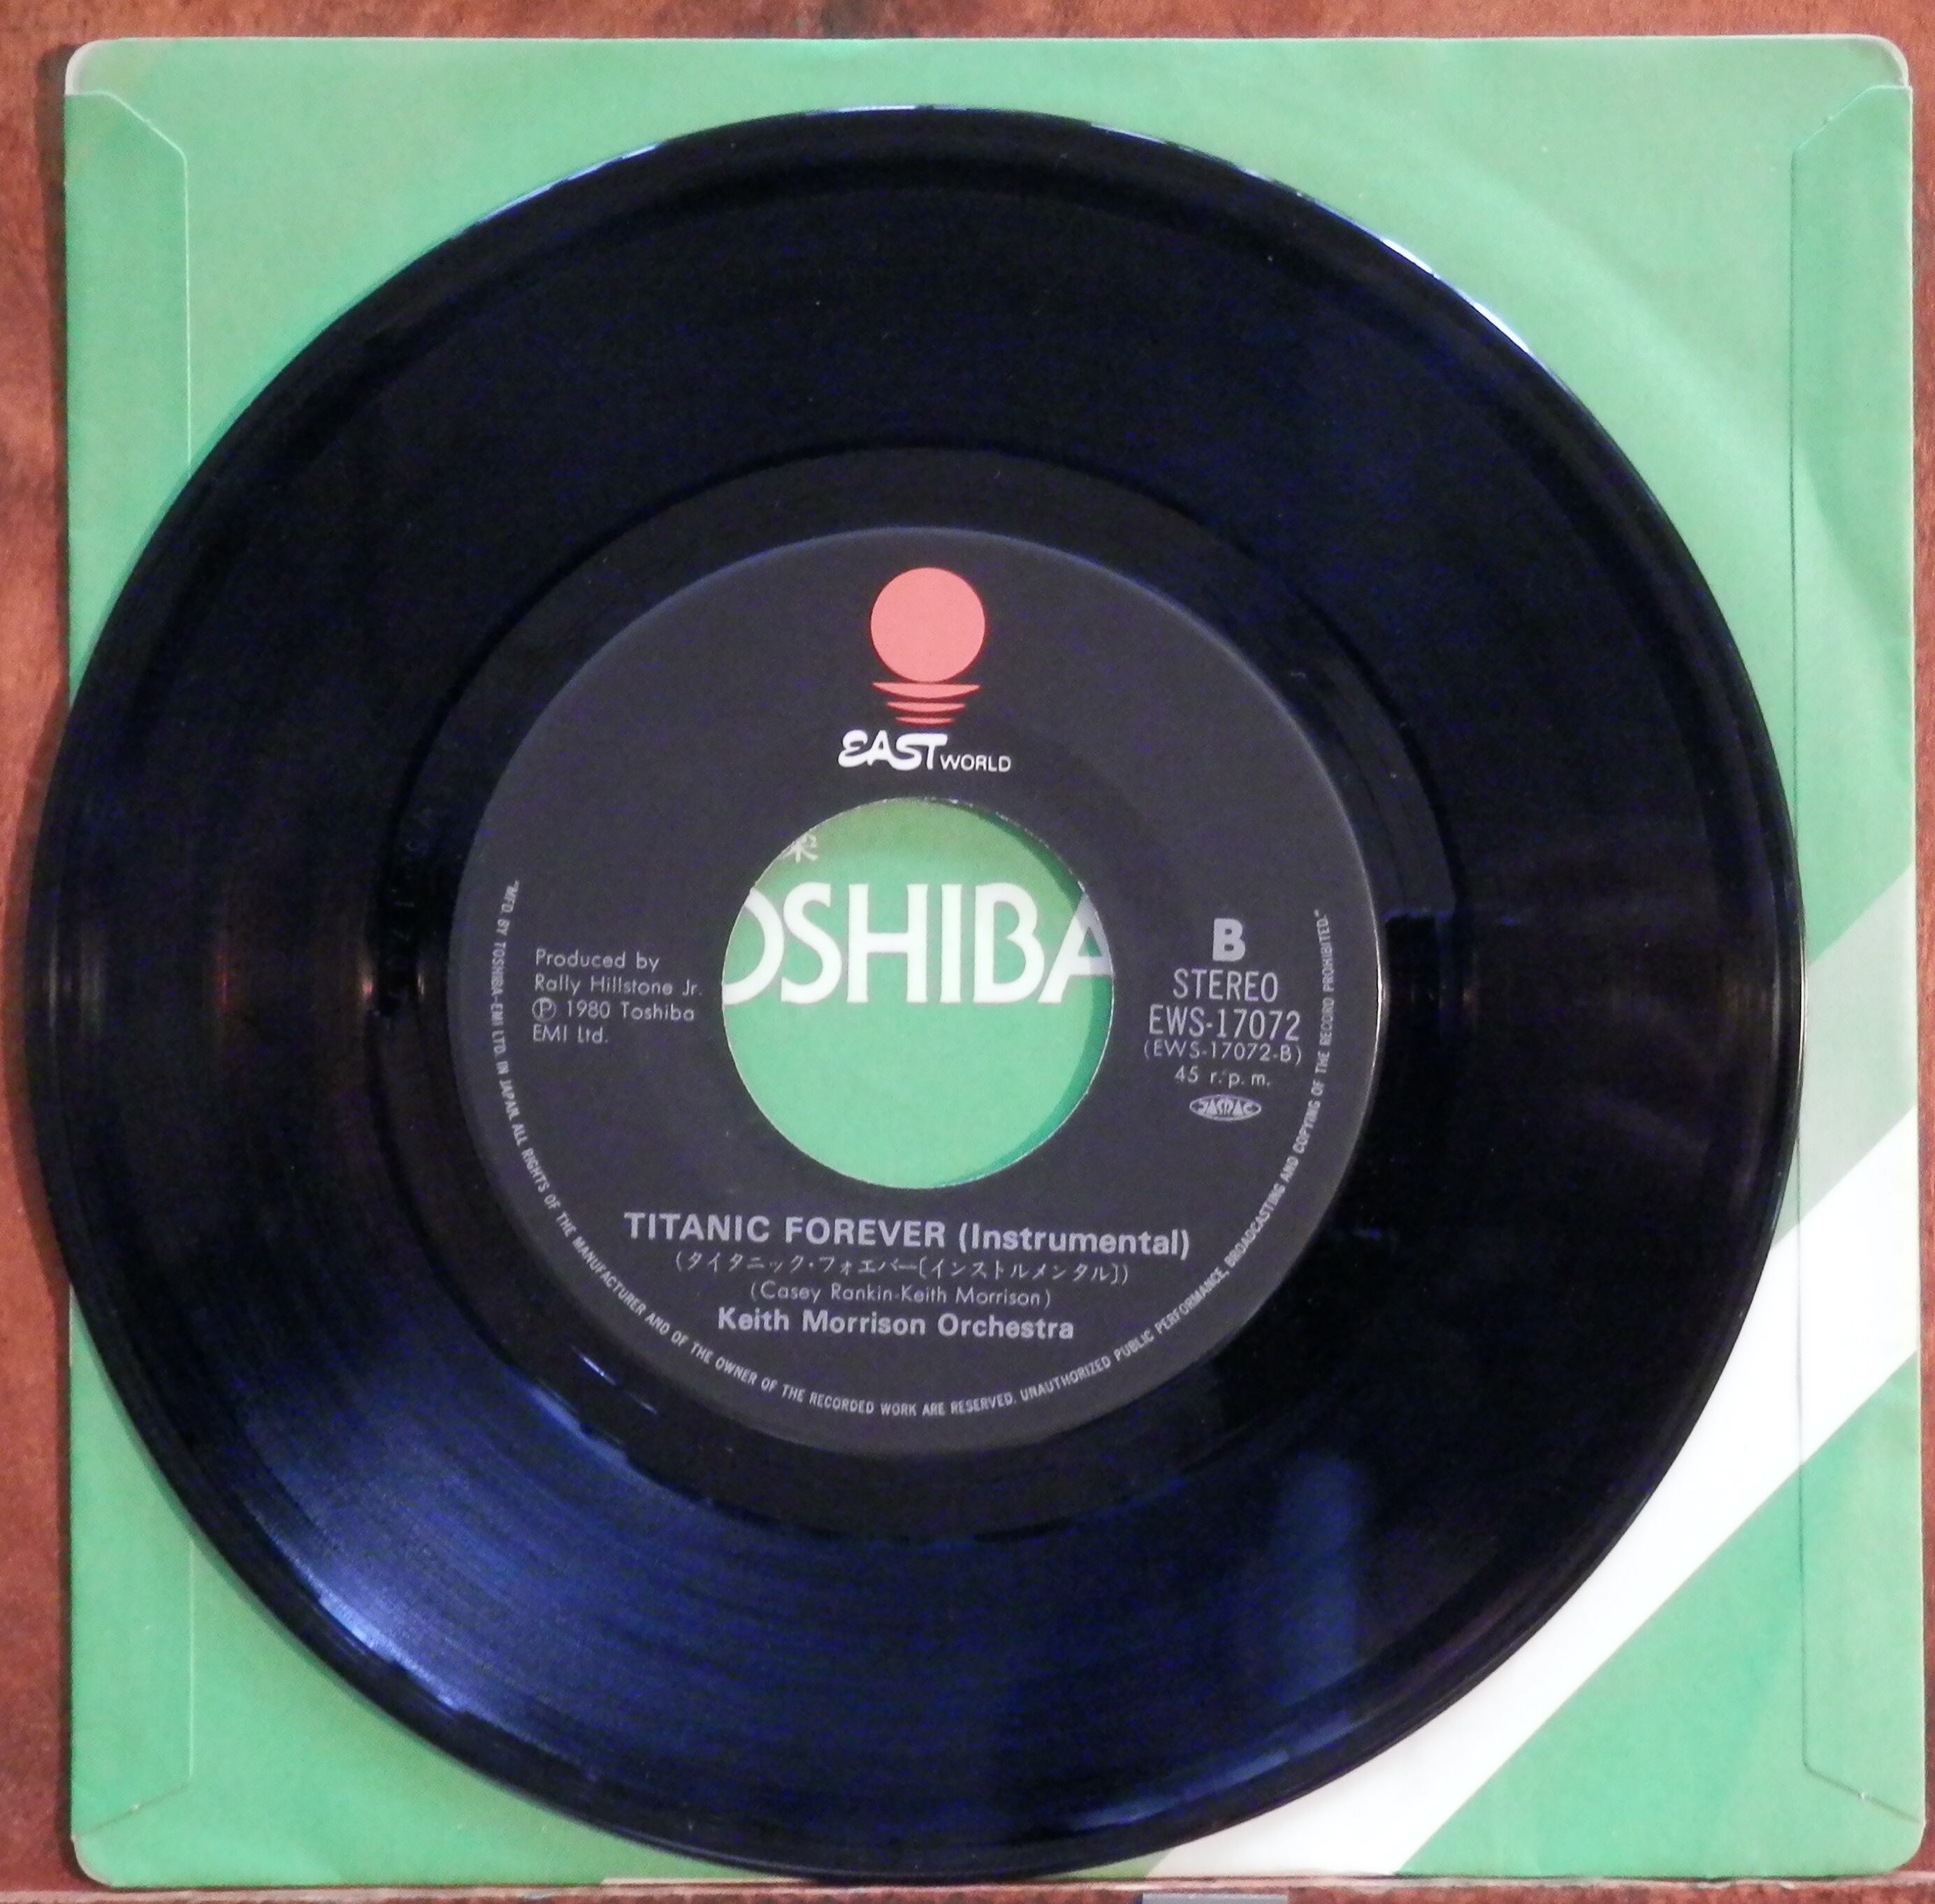 EAST WORLD
楽
OSHIBA
Produced by
Rally Hillstone Jr.
Ⓟ 1980 Toshiba
EMI Ltd.
B
STEREO
EWS-17072
(EWS-17072-B)
45 r.p.m.
JASRAC
TITANIC FOREVER (Instrumental)
(タイタニック・フォエバー〔インストルメンタル〕)
(Casey Rankin-Keith Morrison)
Keith Morrison Orchestra
"MFD. BY TOSHIBA-EMI LTD. IN JAPAN. ALL RIGHTS OF THE MANUFACTURER AND OF THE OWNER OF THE RECORDED WORK ARE RESERVED. UNAUTHORIZED PUBLIC PERFORMANCE, BROADCASTING AND COPYING OF THE RECORD PROHIBITED."